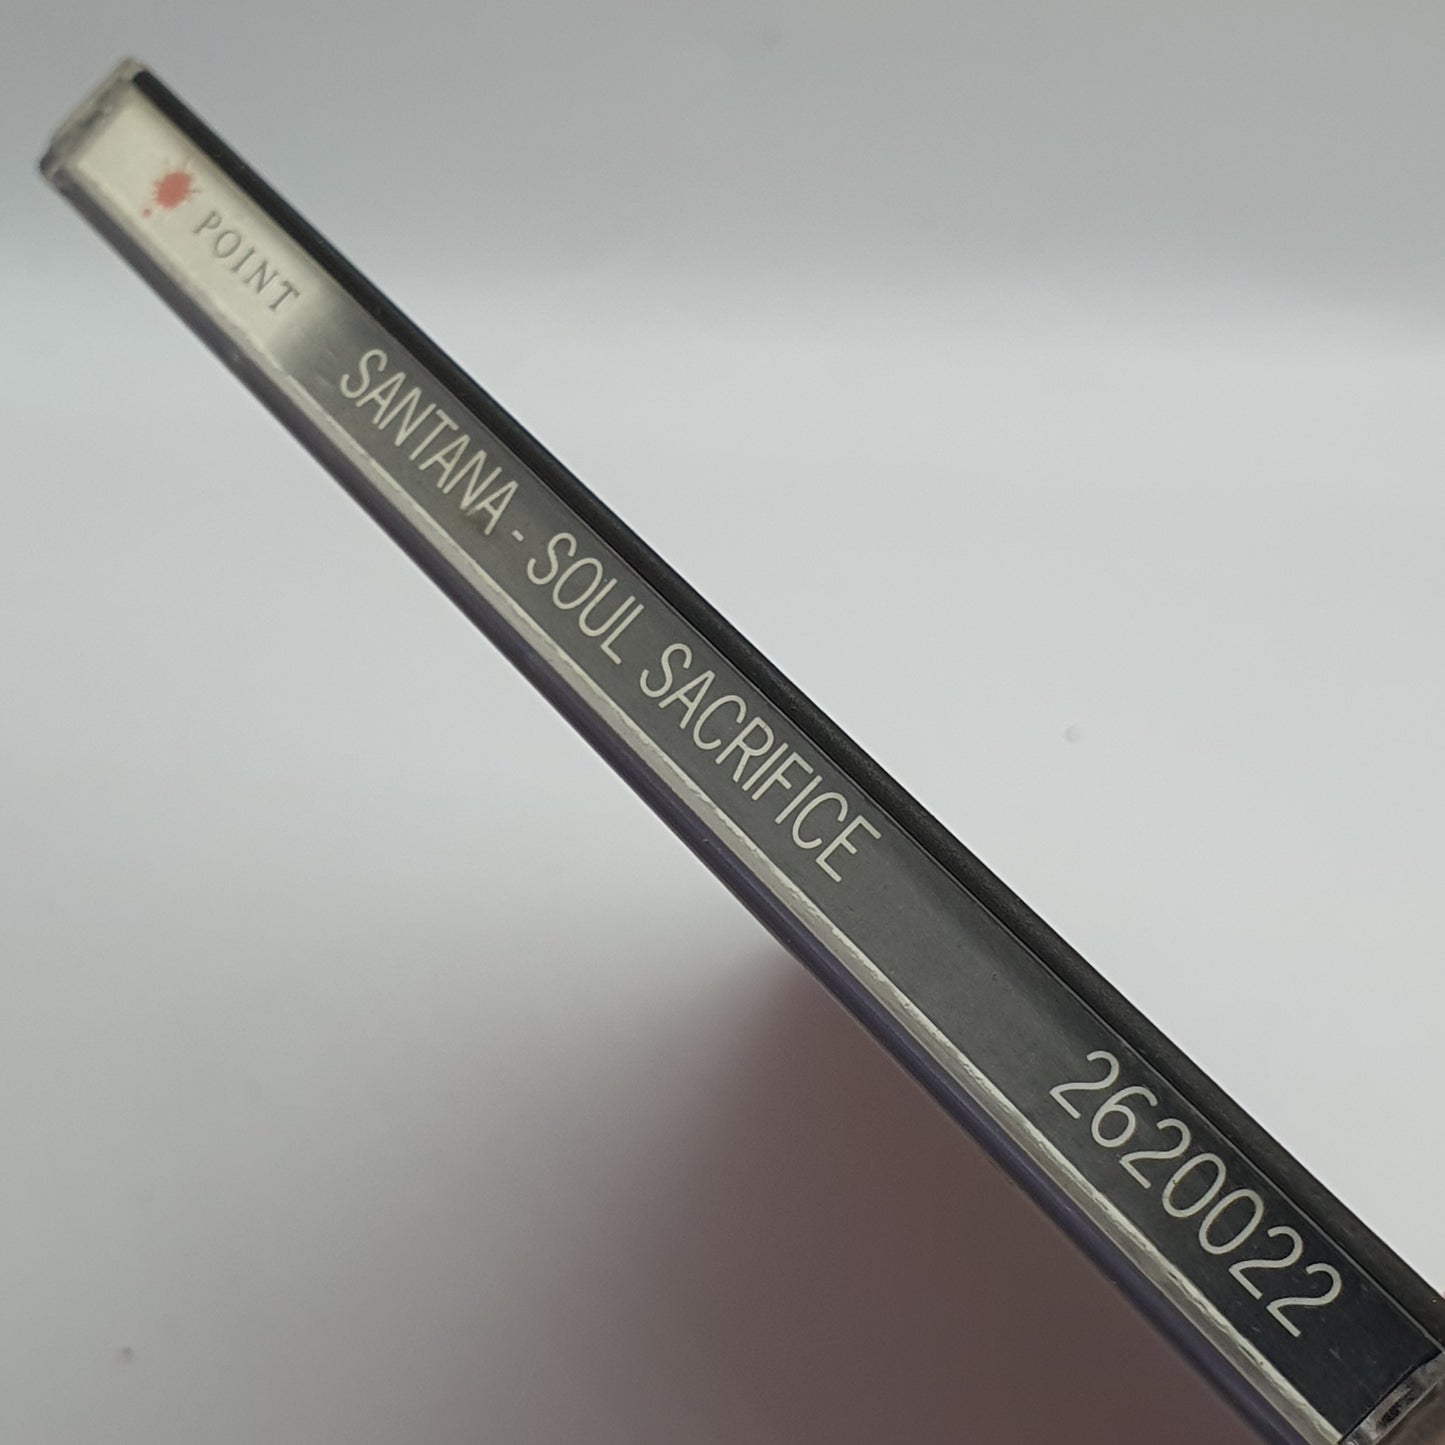 POINT
SANTANA - SOUL SACRIFICE
2620022